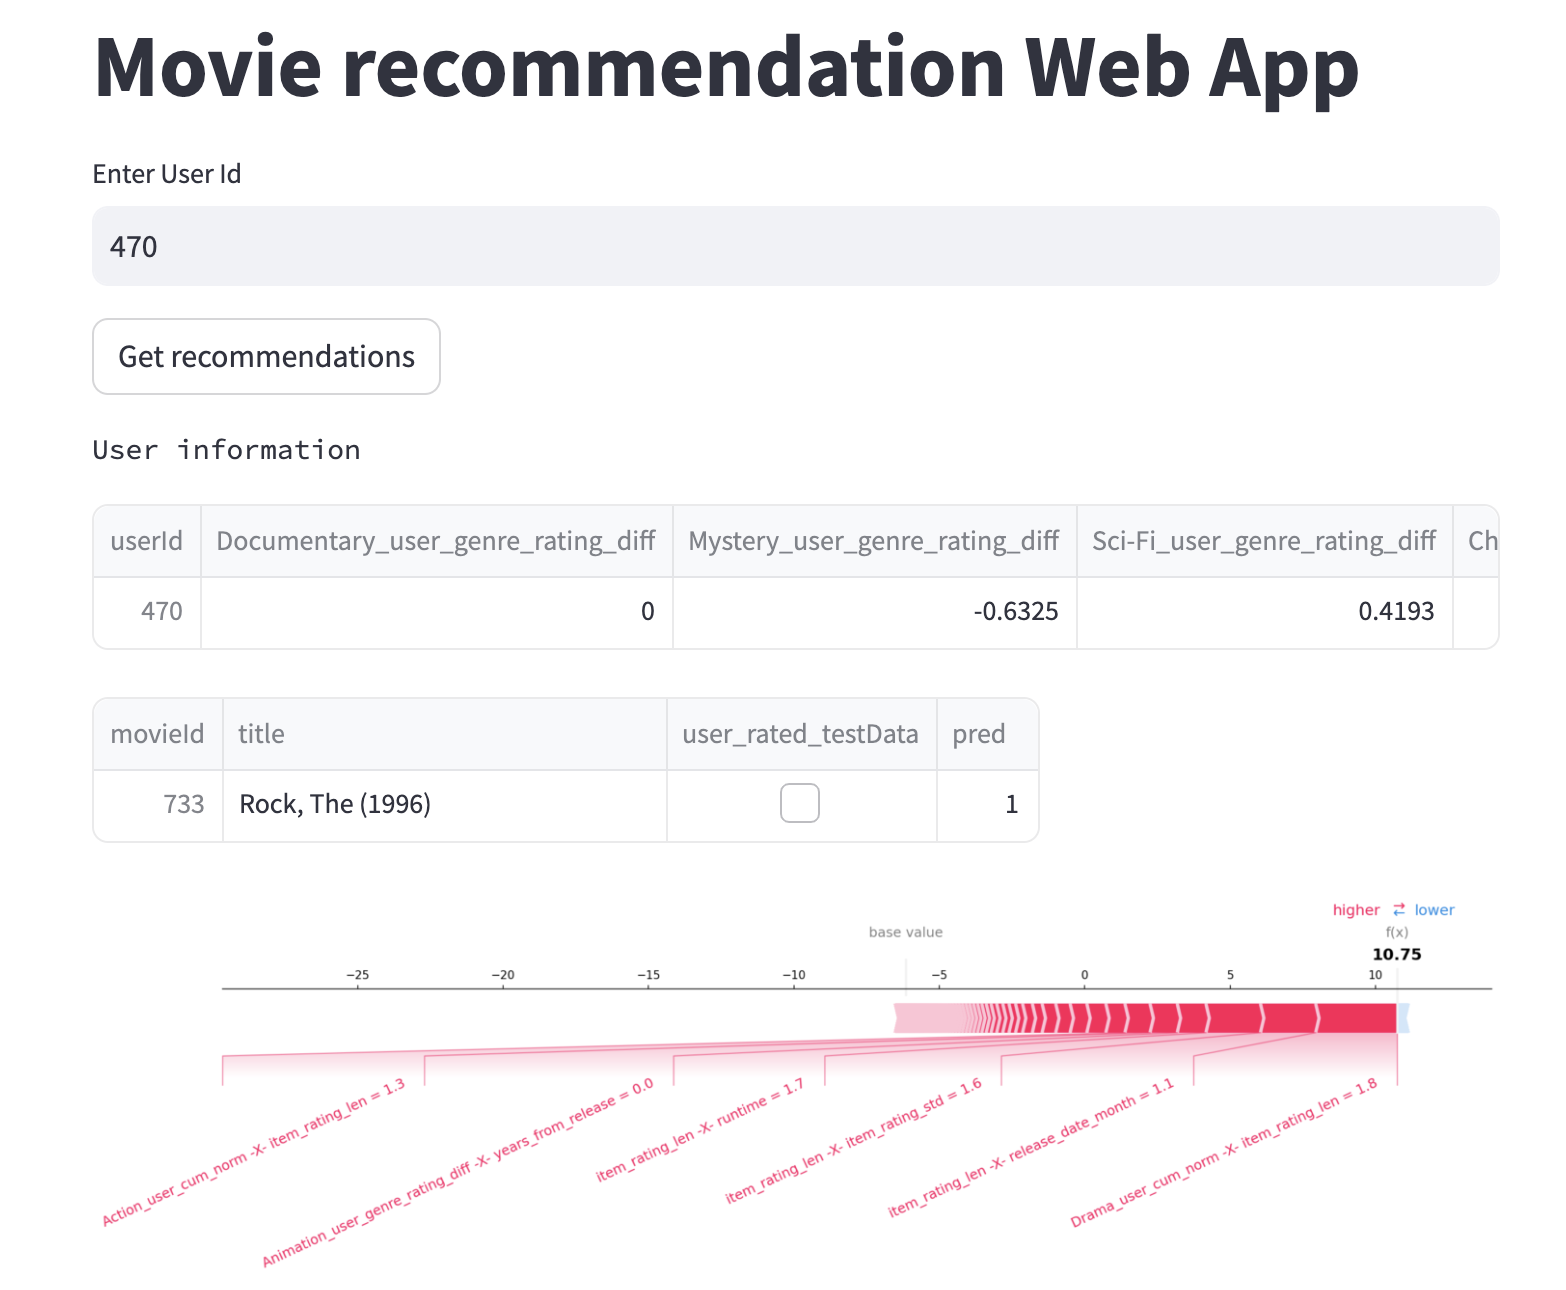 Movie recommendation Web App
Enter User Id
470
Get recommendations
User information
userId Documentary_user_genre_rating_diff Mystery_user_genre_rating_diff Sci-Fi_user_genre_rating_diff Ch
470 0 -0.6325 0.4193
movieId title user_rated_testData pred
733 Rock, The (1996) 1
higher ⇄ lower
base value f(x)
10.75
−25 −20 −15 −10 −5 0 5 10
Action_user_cum_norm -X- item_rating_len = 1.3
Animation_user_genre_rating_diff -X- years_from_release = 0.0
item_rating_len -X- runtime = 1.7
item_rating_len -X- item_rating_std = 1.6
item_rating_len -X- release_date_month = 1.1
Drama_user_cum_norm -X- item_rating_len = 1.8